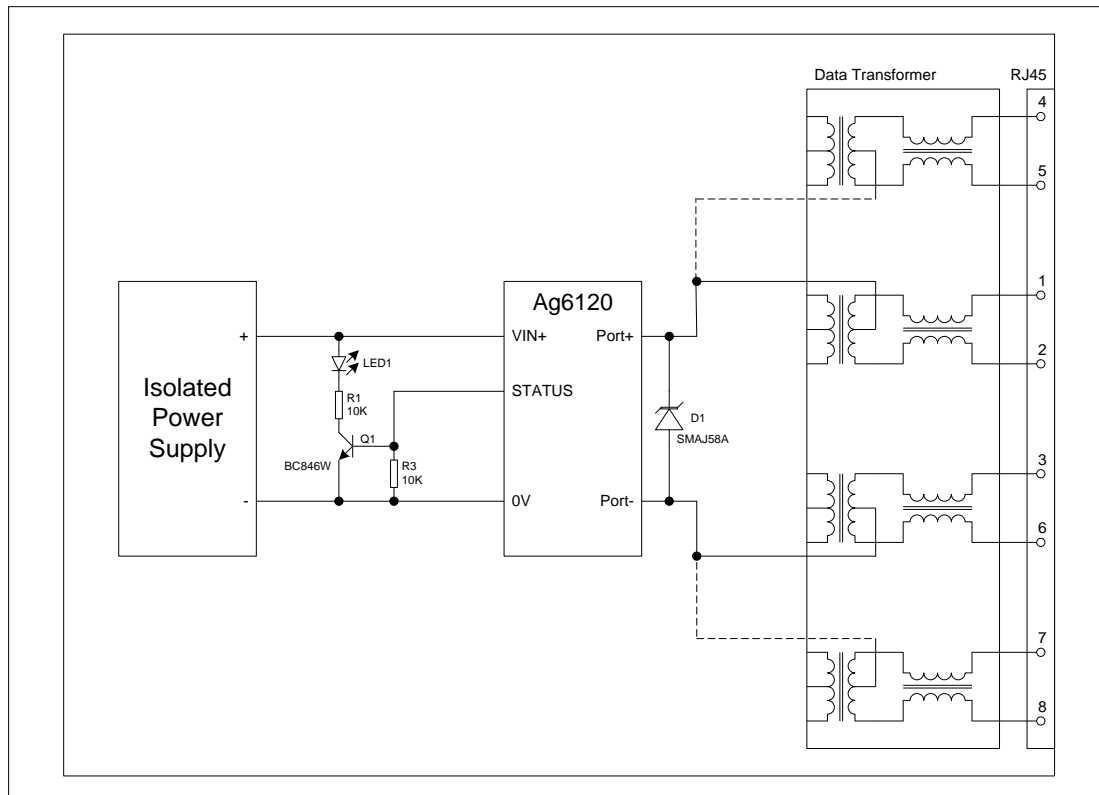 Data Transformer
RJ45
4
5
1
2
3
6
7
8
Isolated
Power
Supply
+
-
LED1
R1
10K
Q1
BC846W
R3
10K
Ag6120
VIN+
Port+
STATUS
0V
Port-
D1
SMAJ58A